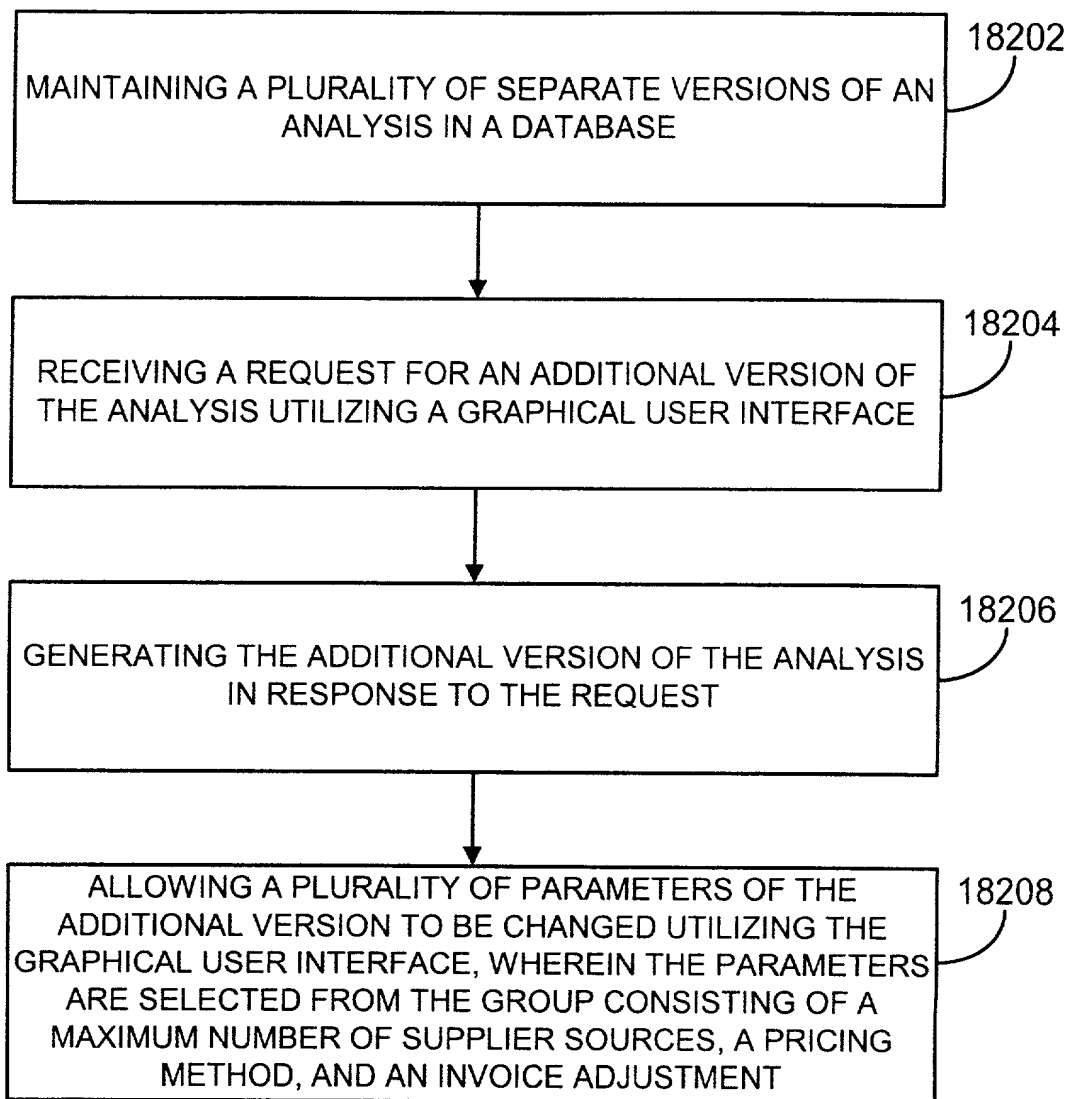 18202
MAINTAINING A PLURALITY OF SEPARATE VERSIONS OF AN
ANALYSIS IN A DATABASE
18204
RECEIVING A REQUEST FOR AN ADDITIONAL VERSION OF
THE ANALYSIS UTILIZING A GRAPHICAL USER INTERFACE
18206
GENERATING THE ADDITIONAL VERSION OF THE ANALYSIS
IN RESPONSE TO THE REQUEST
18208
ALLOWING A PLURALITY OF PARAMETERS OF THE
ADDITIONAL VERSION TO BE CHANGED UTILIZING THE
GRAPHICAL USER INTERFACE, WHEREIN THE PARAMETERS
ARE SELECTED FROM THE GROUP CONSISTING OF A
MAXIMUM NUMBER OF SUPPLIER SOURCES, A PRICING
METHOD, AND AN INVOICE ADJUSTMENT